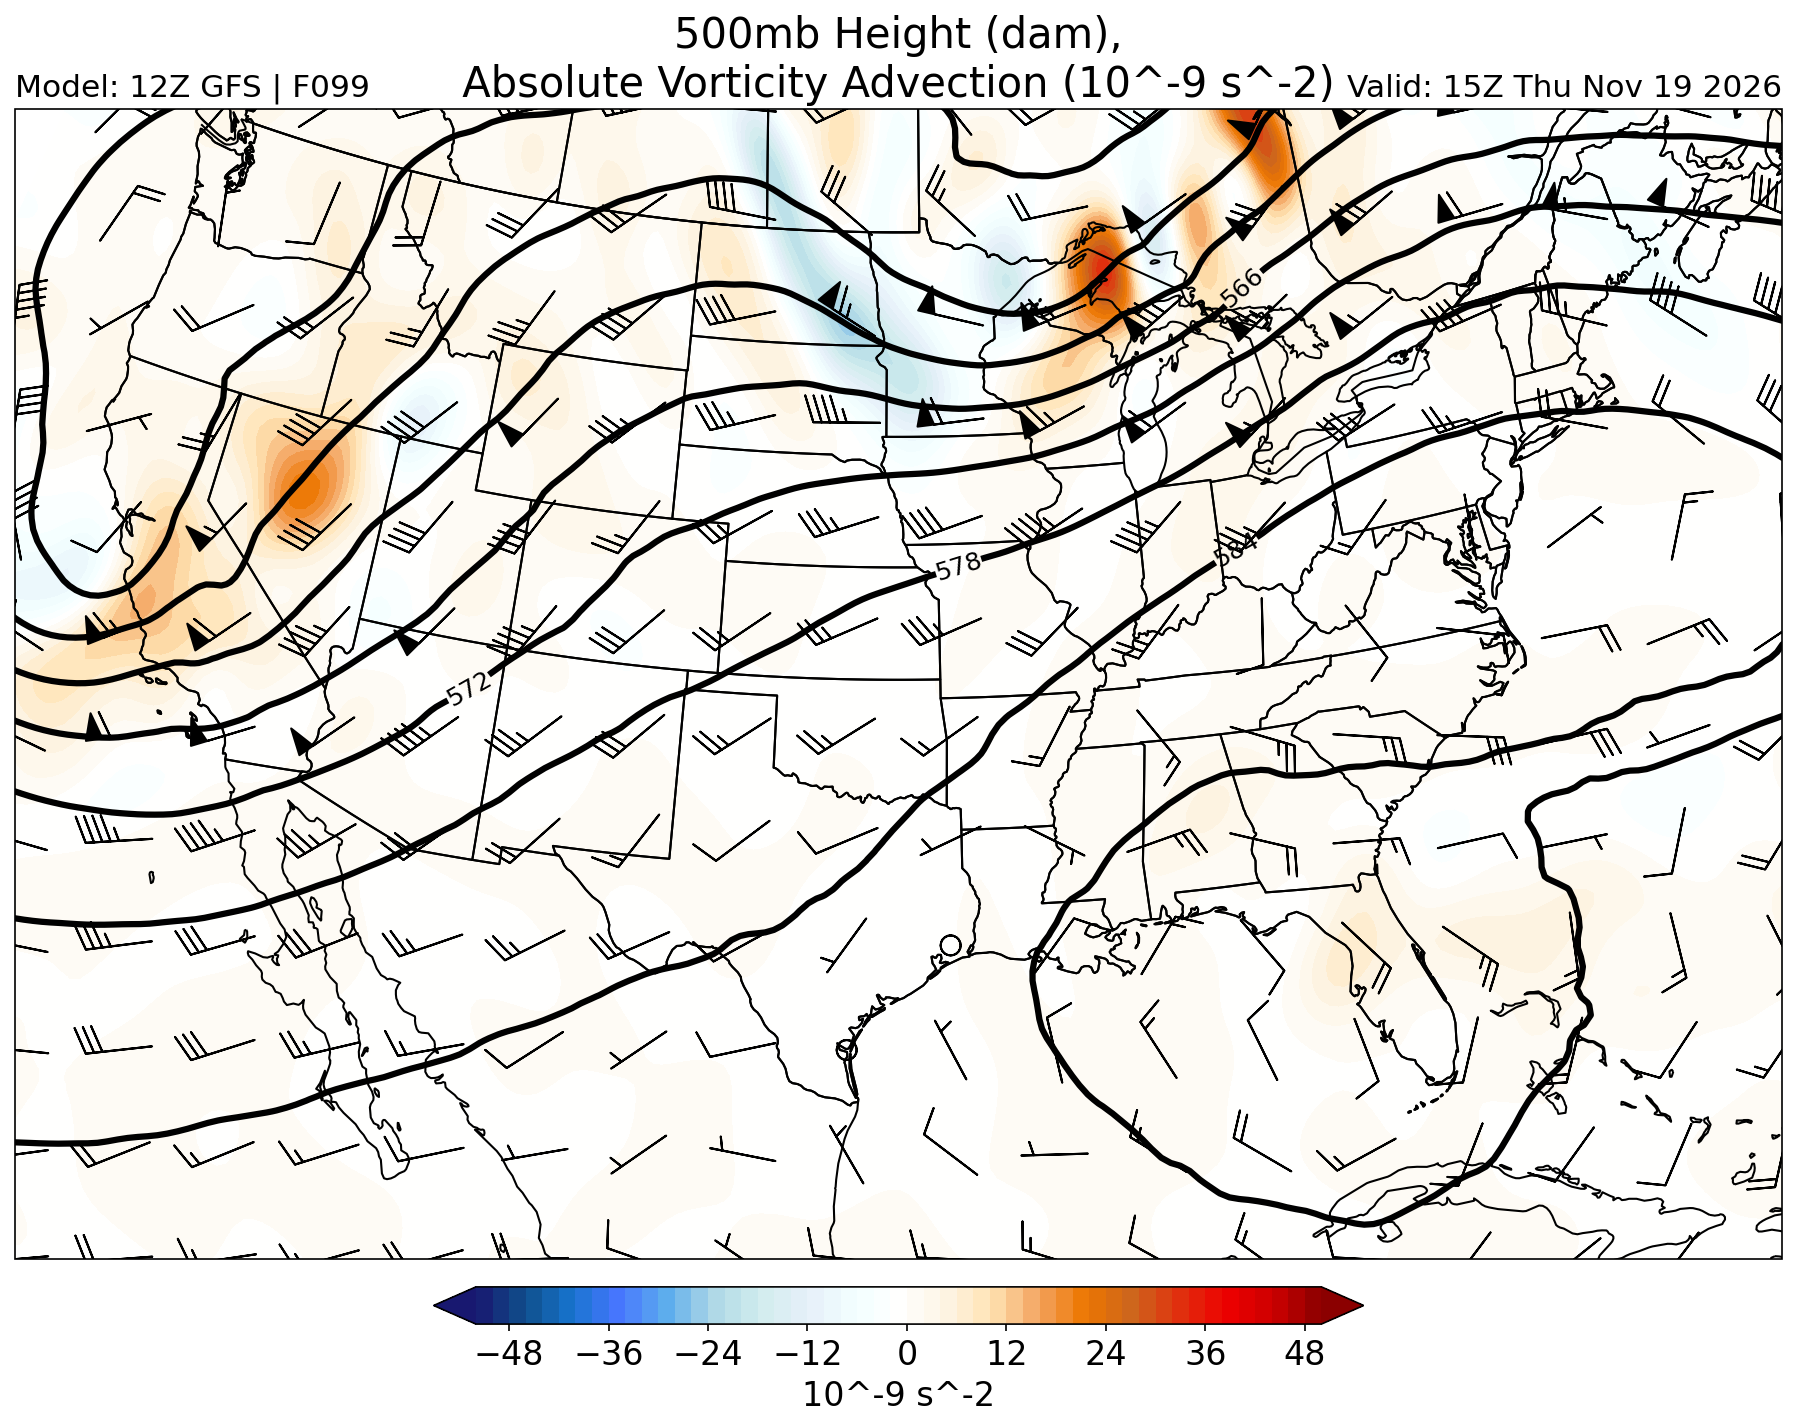 500mb Height (dam),
Model: 12Z GFS | F099
Absolute Vorticity Advection (10^-9 s^-2)
Valid: 15Z Thu Nov 19 2026
566
578
584
572
−48 −36 −24 −12 0 12 24 36 48
10^-9 s^-2